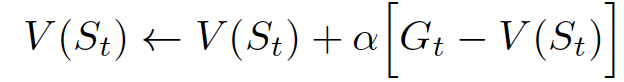 V(S_t) ← V(S_t) + α[G_t − V(S_t)]